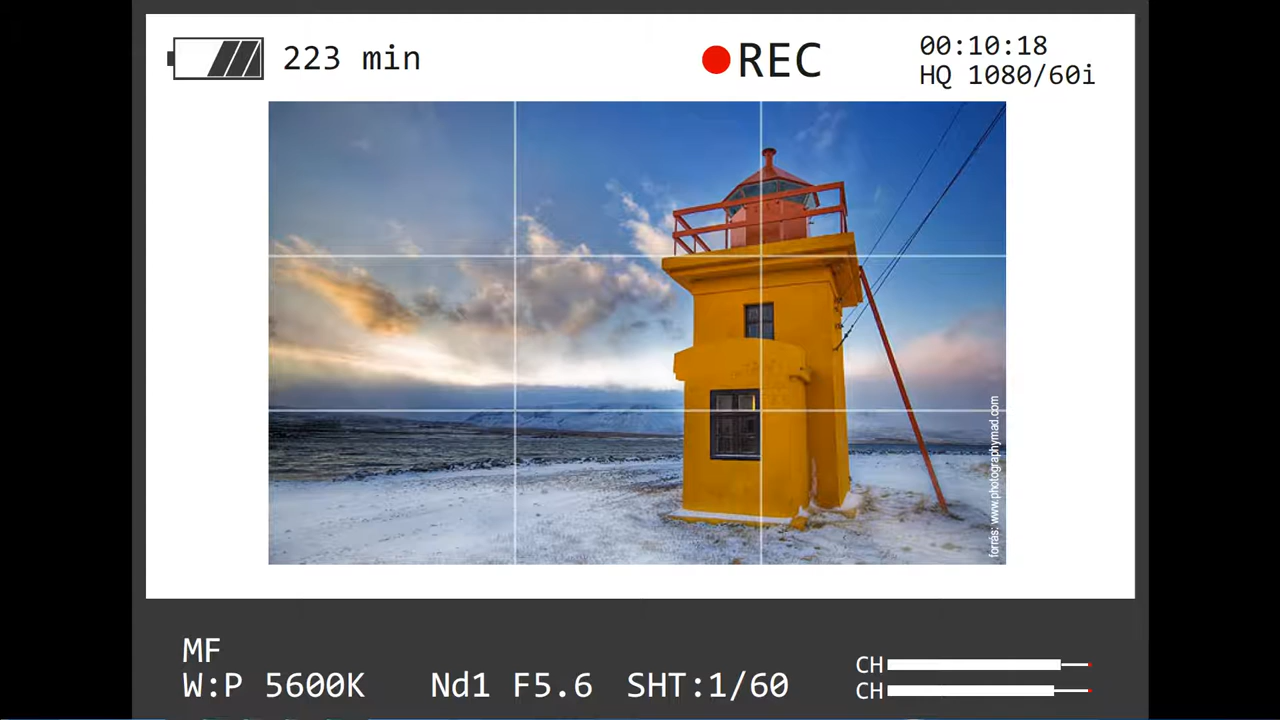 223 min
REC
00:10:18
HQ 1080/60i
forrás: www.photographymad.com
MF
W:P 5600K Nd1 F5.6 SHT:1/60
CH
CH